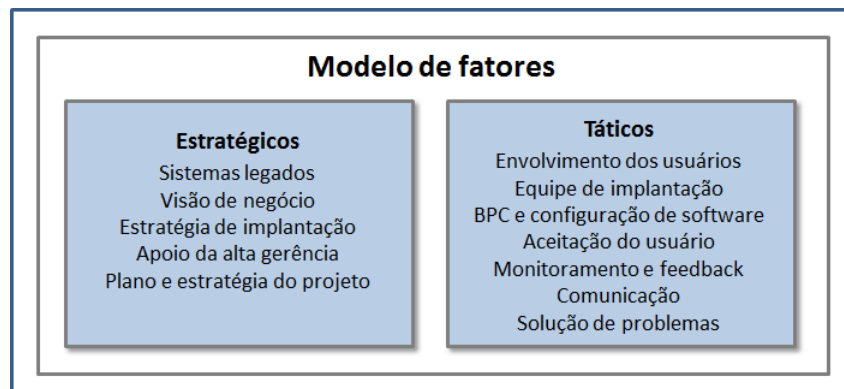 Modelo de fatores
Estratégicos
Sistemas legados
Visão de negócio
Estratégia de implantação
Apoio da alta gerência
Plano e estratégia do projeto
Táticos
Envolvimento dos usuários
Equipe de implantação
BPC e configuração de software
Aceitação do usuário
Monitoramento e feedback
Comunicação
Solução de problemas